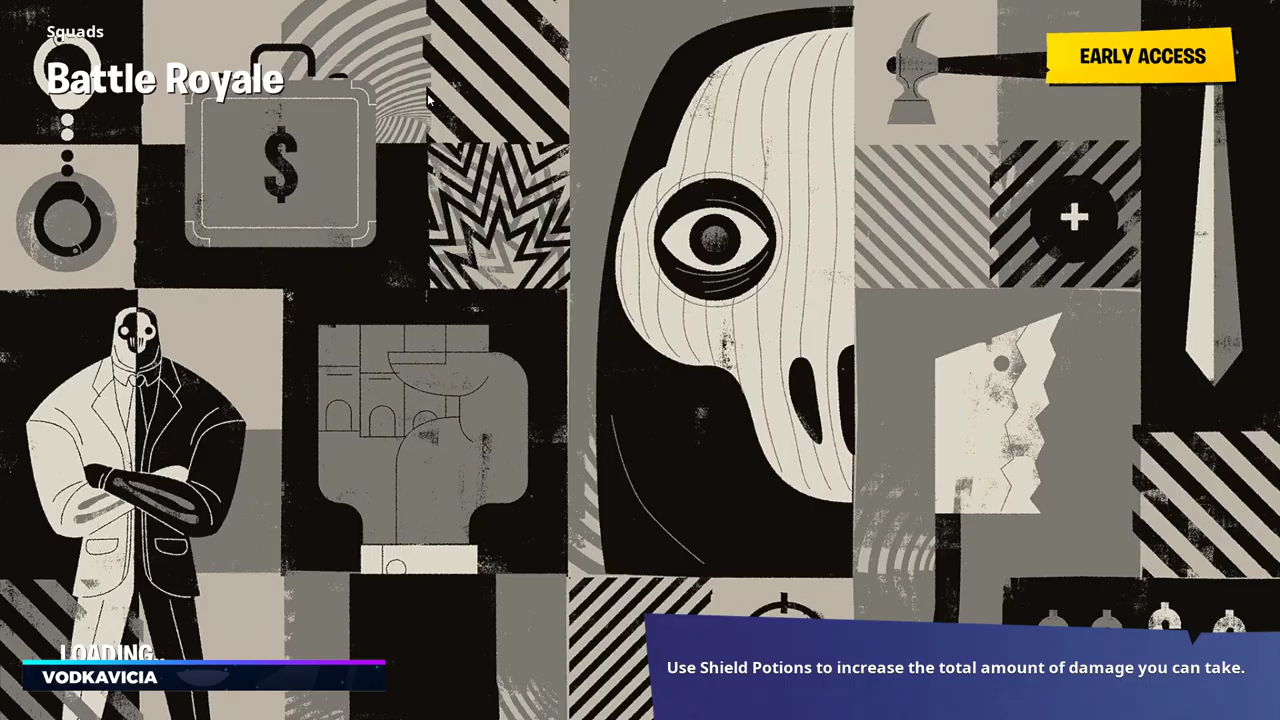 Squads
Battle Royale
EARLY ACCESS
$
LOADING..
VODKAVICIA
Use Shield Potions to increase the total amount of damage you can take.